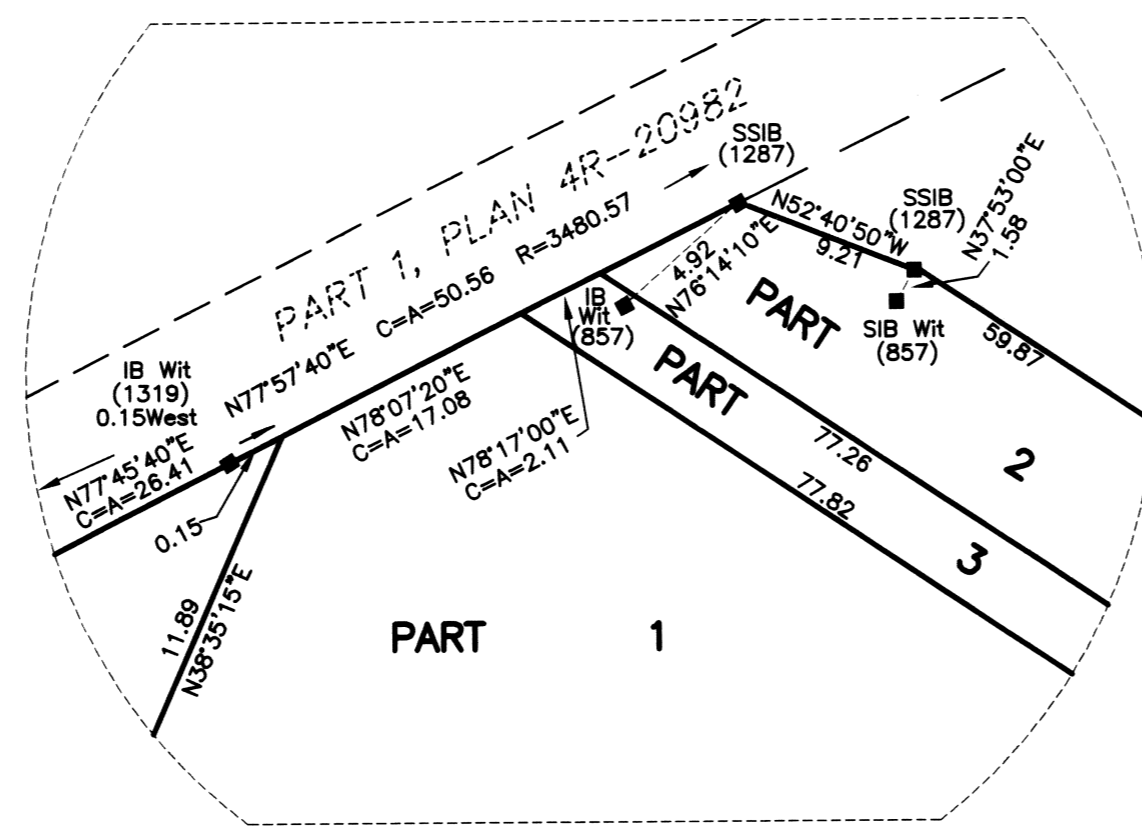 PART 1, PLAN 4R--20982
SSIB
(1287)
R=3480.57
C=A=50.56
N77°57'40"E
IB Wit
(1319)
0.15West
N77°45'40"E
C=A=26.41
0.15
N78°07'20"E
C=A=17.08
N78°17'00"E
C=A=2.11
IB
Wit
(857)
4.92
N76°14'10"E
N52°40'50"W
9.21
SSIB
(1287)
N37°53'00"E
1.58
SIB Wit
(857)
59.87
PART
2
PART
3
77.26
77.82
11.89
N38°35'15"E
PART 1